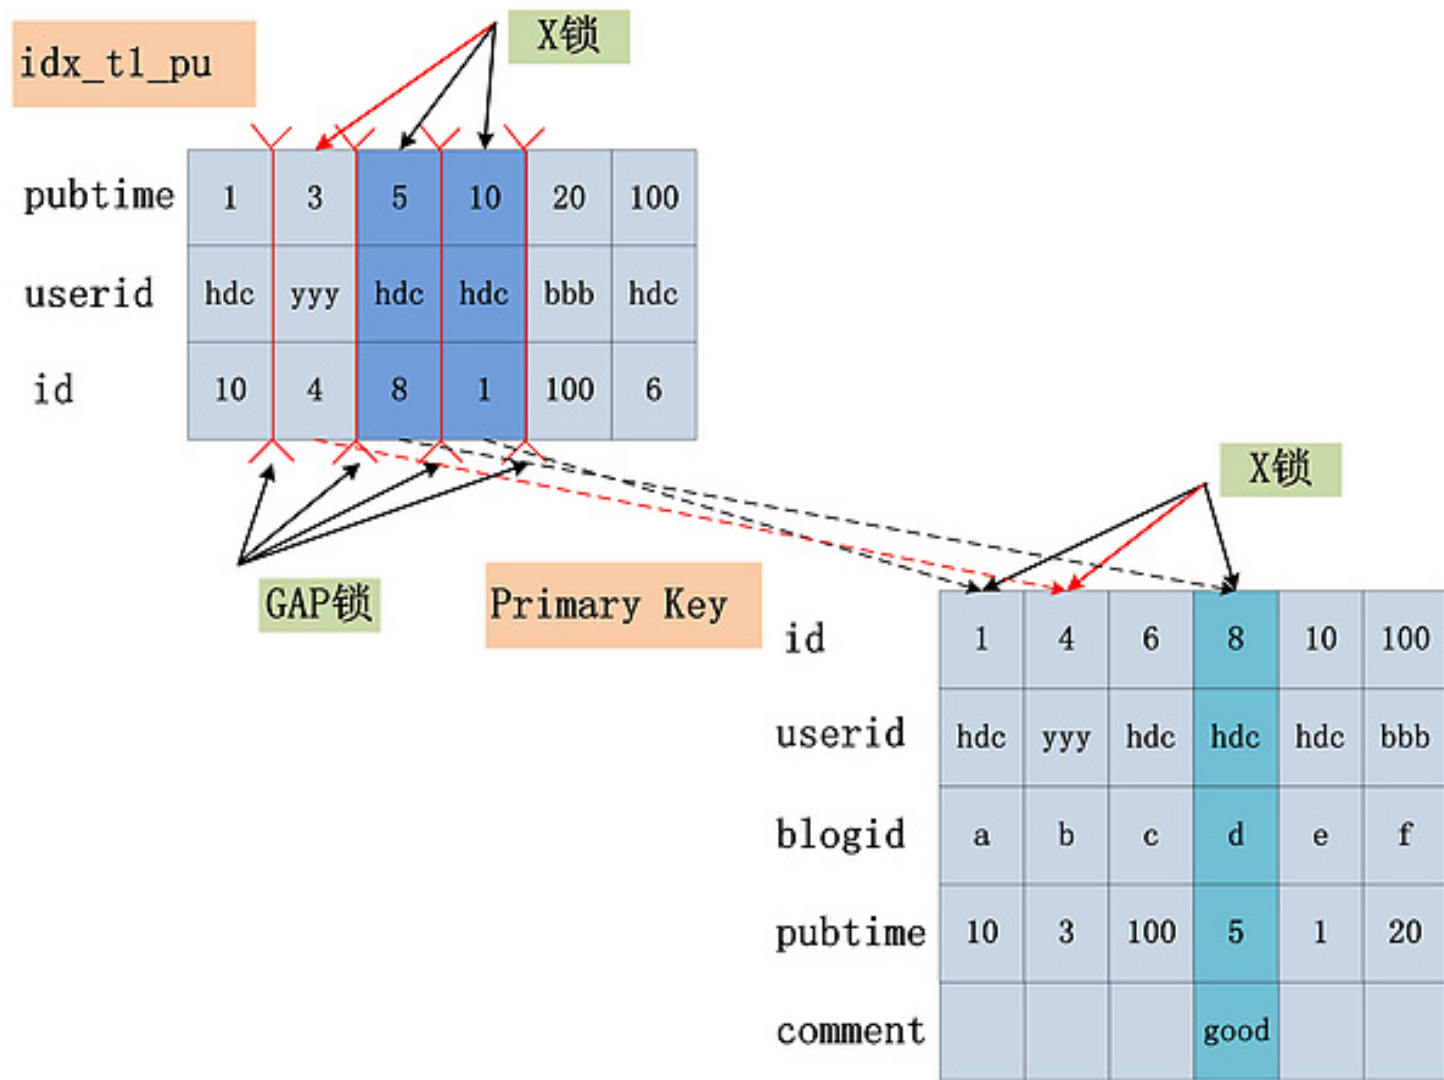 X锁
idx_t1_pu
pubtime 1 3 5 10 20 100
userid hdc yyy hdc hdc bbb hdc
id 10 4 8 1 100 6
X锁
GAP锁
Primary Key
id 1 4 6 8 10 100
userid hdc yyy hdc hdc hdc bbb
blogid a b c d e f
pubtime 10 3 100 5 1 20
comment good